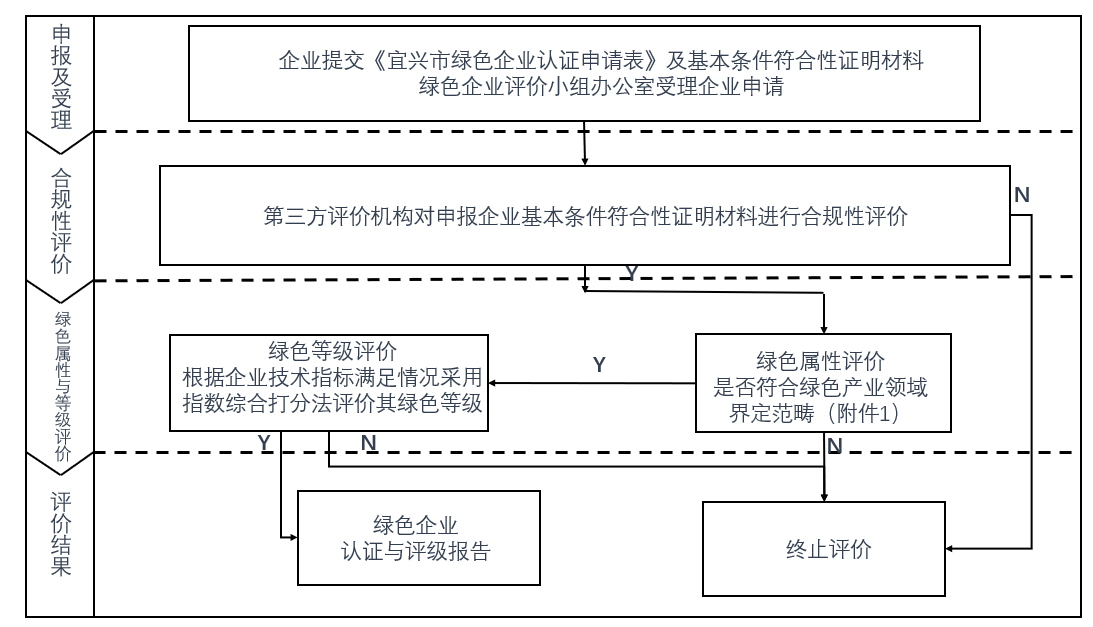 申报及受理
企业提交《宜兴市绿色企业认证申请表》及基本条件符合性证明材料
绿色企业评价小组办公室受理企业申请
合规性评价
第三方评价机构对申报企业基本条件符合性证明材料进行合规性评价
N
Y
绿色属性与等级评价
绿色等级评价
根据企业技术指标满足情况采用
指数综合打分法评价其绿色等级
Y
绿色属性评价
是否符合绿色产业领域
界定范畴（附件1）
Y
N
N
评价结果
绿色企业
认证与评级报告
终止评价